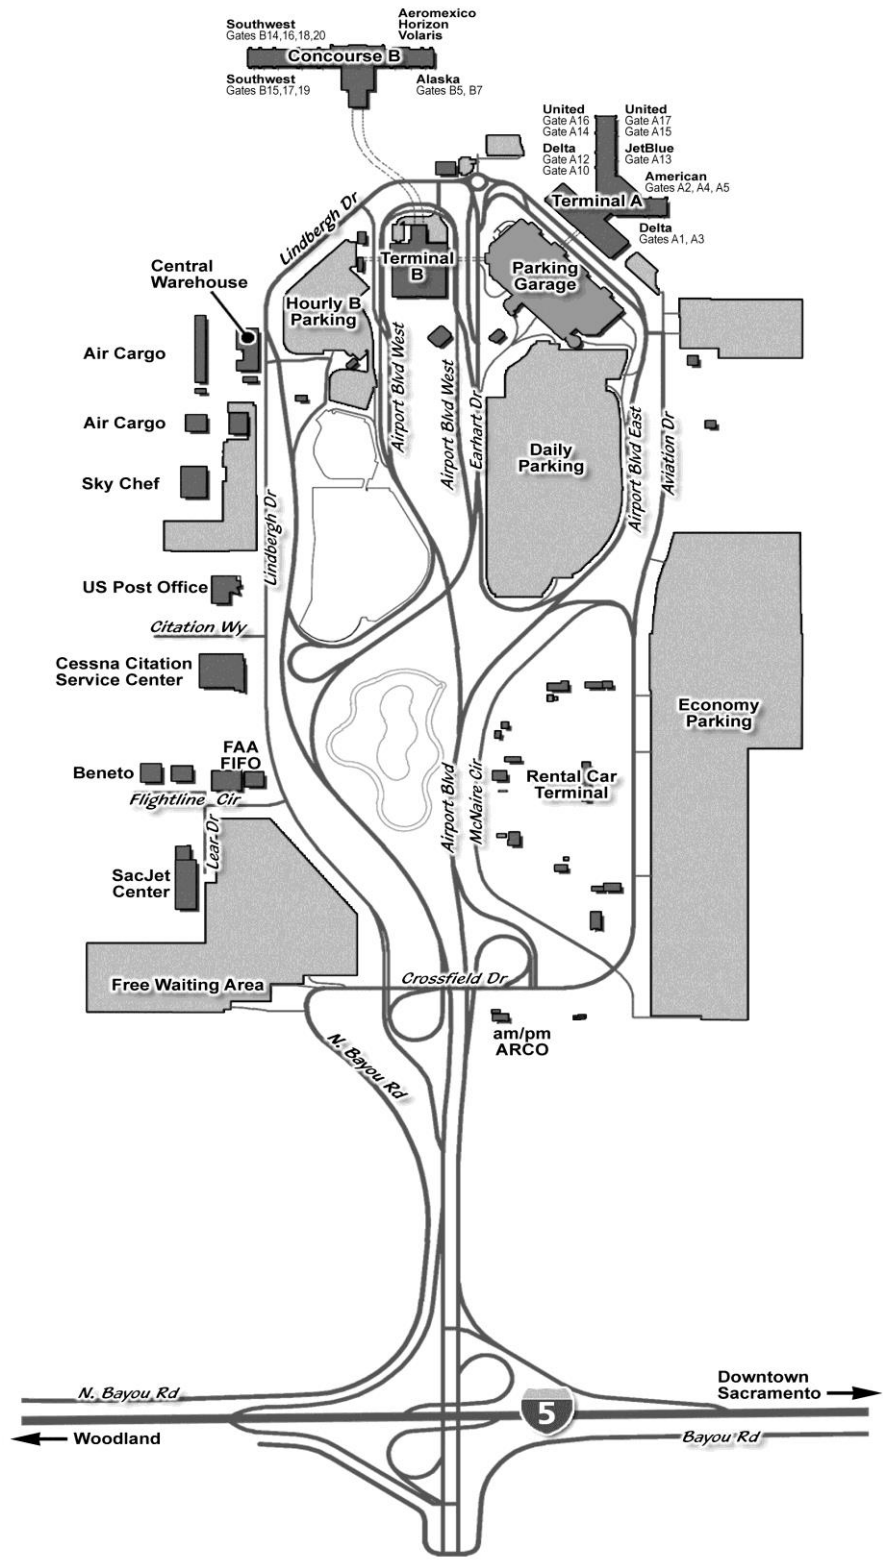 Southwest
Gates B14,16,18,20
Aeromexico
Horizon
Volaris
Concourse B
Southwest
Gates B15,17,19
Alaska
Gates B5, B7
United
Gate A16
Gate A14
United
Gate A17
Gate A15
Delta
Gate A12
Gate A10
JetBlue
Gate A13
American
Gates A2, A4, A5
Terminal A
Delta
Gates A1, A3
Lindbergh Dr
Terminal
B
Parking
Garage
Central
Warehouse
Hourly B
Parking
Air Cargo
Airport Blvd West
Airport Blvd West
Earhart Dr
Air Cargo
Daily
Parking
Airport Blvd East
Aviation Dr
Sky Chef
Lindbergh Dr
US Post Office
Citation Wy
Cessna Citation
Service Center
Economy
Parking
FAA
FIFO
Beneto
Flightline Cir
Lear Dr
Airport Blvd
McNaire Cir
Rental Car
Terminal
SacJet
Center
Free Waiting Area
Crossfield Dr
am/pm
ARCO
N. Bayou Rd
N. Bayou Rd
5
Downtown
Sacramento
Woodland
Bayou Rd